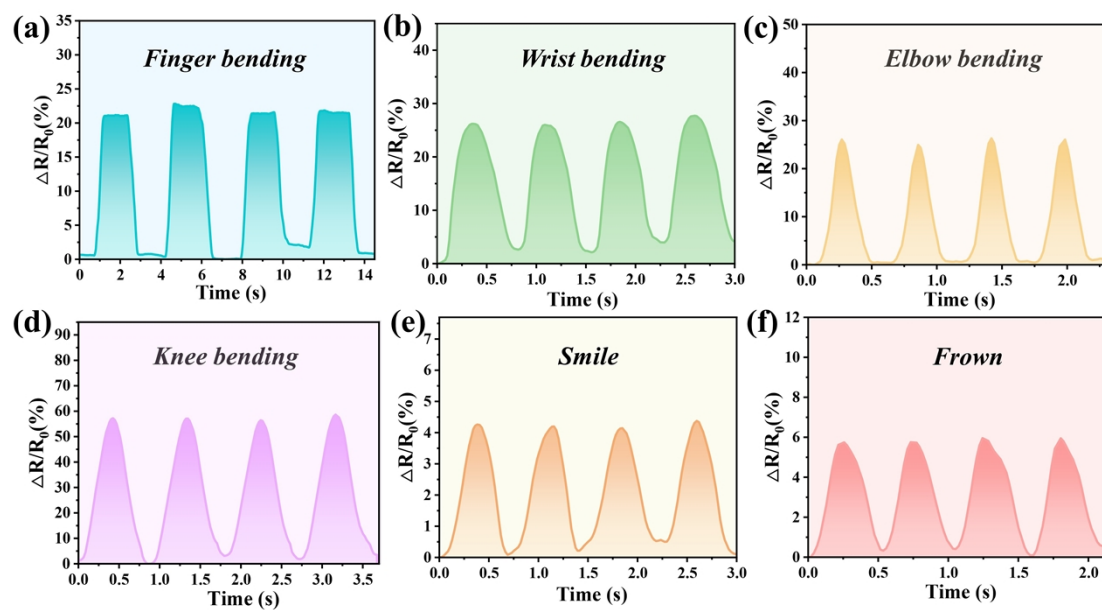 (a)
Finger bending
△R/R₀(%)
35
30
25
20
15
10
5
0
0 2 4 6 8 10 12 14
Time (s)
(b)
Wrist bending
△R/R₀(%)
40
30
20
10
0
0.0 0.5 1.0 1.5 2.0 2.5 3.0
Time (s)
(c)
Elbow bending
△R/R₀(%)
50
40
30
20
10
0
0.0 0.5 1.0 1.5 2.0
Time (s)
(d)
Knee bending
△R/R₀(%)
90
80
70
60
50
40
30
20
10
0
0.0 0.5 1.0 1.5 2.0 2.5 3.0 3.5
Time (s)
(e)
Smile
△R/R₀(%)
7
6
5
4
3
2
1
0
0.0 0.5 1.0 1.5 2.0 2.5 3.0
Time (s)
(f)
Frown
△R/R₀(%)
12
10
8
6
4
2
0
0.0 0.5 1.0 1.5 2.0
Time (s)